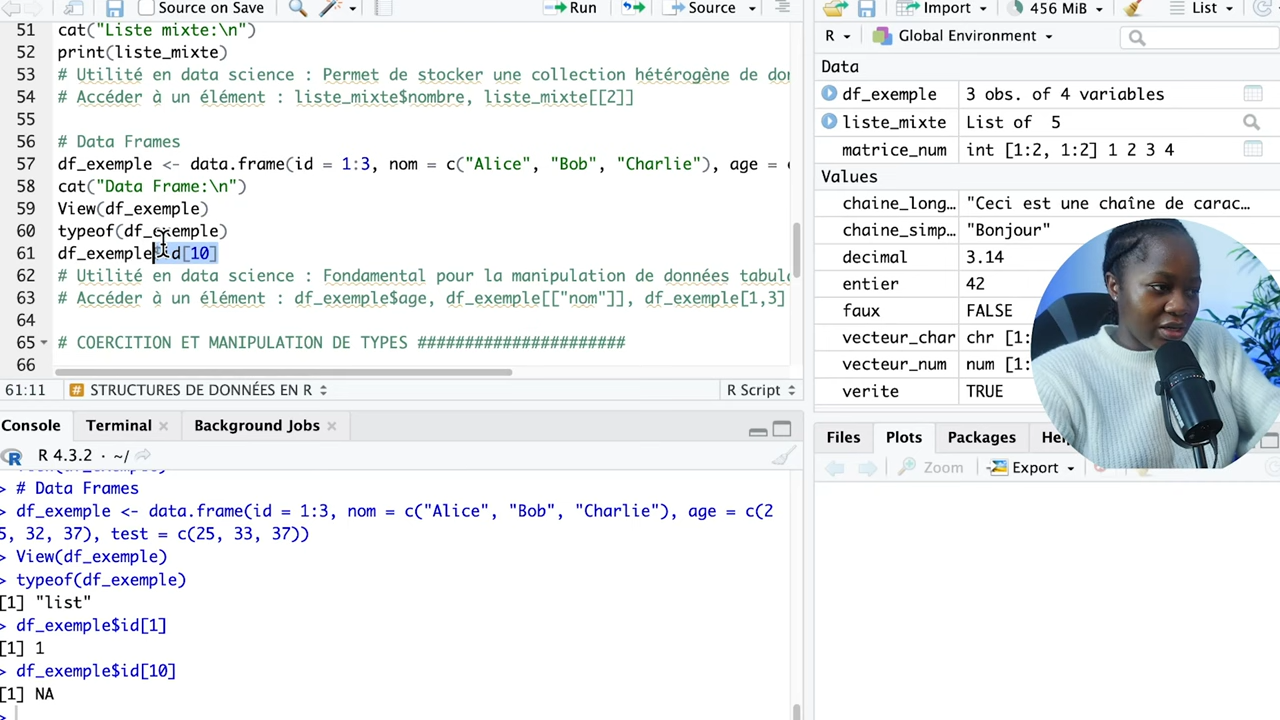 Source on Save
Run
Source
51 cat("Liste mixte:\n")
52 print(liste_mixte)
53 # Utilité en data science : Permet de stocker une collection hétérogène de
54 # Accéder à un élément : liste_mixte$nombre, liste_mixte[[2]]
55
56 # Data Frames
57 df_exemple <- data.frame(id = 1:3, nom = c("Alice", "Bob", "Charlie"), age =
58 cat("Data Frame:\n")
59 View(df_exemple)
60 typeof(df_exemple)
61 df_exemple$id[10]
62 # Utilité en data science : Fondamental pour la manipulation de données
63 # Accéder à un élément : df_exemple$age, df_exemple[["nom"]], df_exemple[1,3]
64
65 # COERCITION ET MANIPULATION DE TYPES ######################
66
61:11 # STRUCTURES DE DONNÉES EN R R Script
Console Terminal Background Jobs
R 4.3.2 · ~/
> # Data Frames
> df_exemple <- data.frame(id = 1:3, nom = c("Alice", "Bob", "Charlie"), age = c(2
5, 32, 37), test = c(25, 33, 37))
> View(df_exemple)
> typeof(df_exemple)
[1] "list"
> df_exemple$id[1]
[1] 1
> df_exemple$id[10]
[1] NA
>
Import 456 MiB List
R Global Environment
Data
df_exemple 3 obs. of 4 variables
liste_mixte List of 5
matrice_num int [1:2, 1:2] 1 2 3 4
Values
chaine_long… "Ceci est une chaîne de carac…
chaine_simp… "Bonjour"
decimal 3.14
entier 42
faux FALSE
vecteur_char chr [1:
vecteur_num num [1:
verite TRUE
Files Plots Packages
Zoom Export